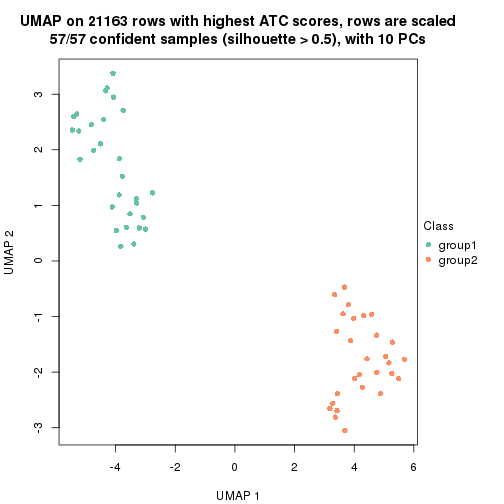 UMAP on 21163 rows with highest ATC scores, rows are scaled
57/57 confident samples (silhouette > 0.5), with 10 PCs
3
2
1
0
-1
-2
-3
UMAP 2
-4
-2
0
2
4
6
UMAP 1
Class
group1
group2